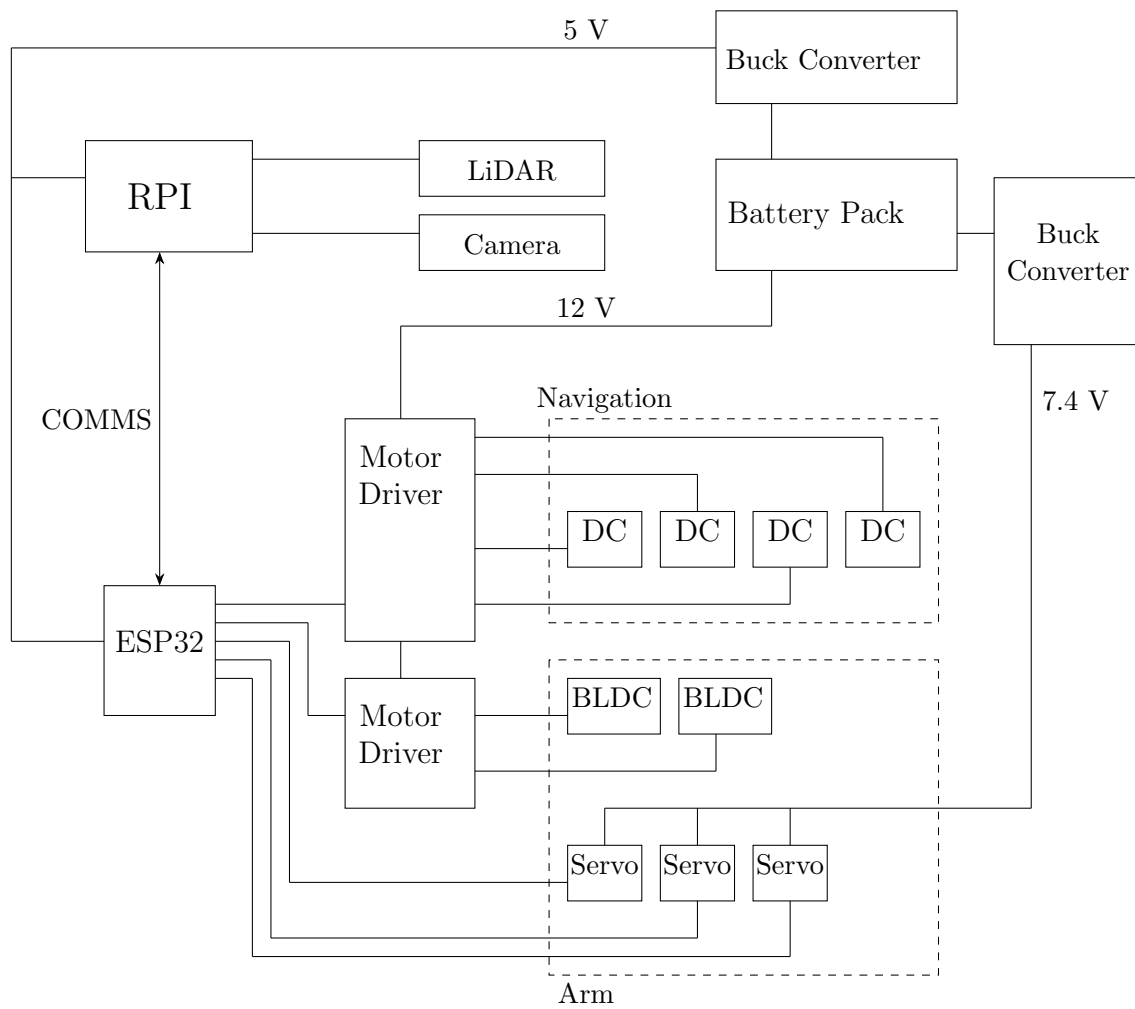 5 V
Buck Converter
RPI
LiDAR
Camera
Battery Pack
Buck
Converter
12 V
COMMS
Navigation
7.4 V
Motor
Driver
DC
DC
DC
DC
ESP32
Motor
Driver
BLDC
BLDC
Servo
Servo
Servo
Arm